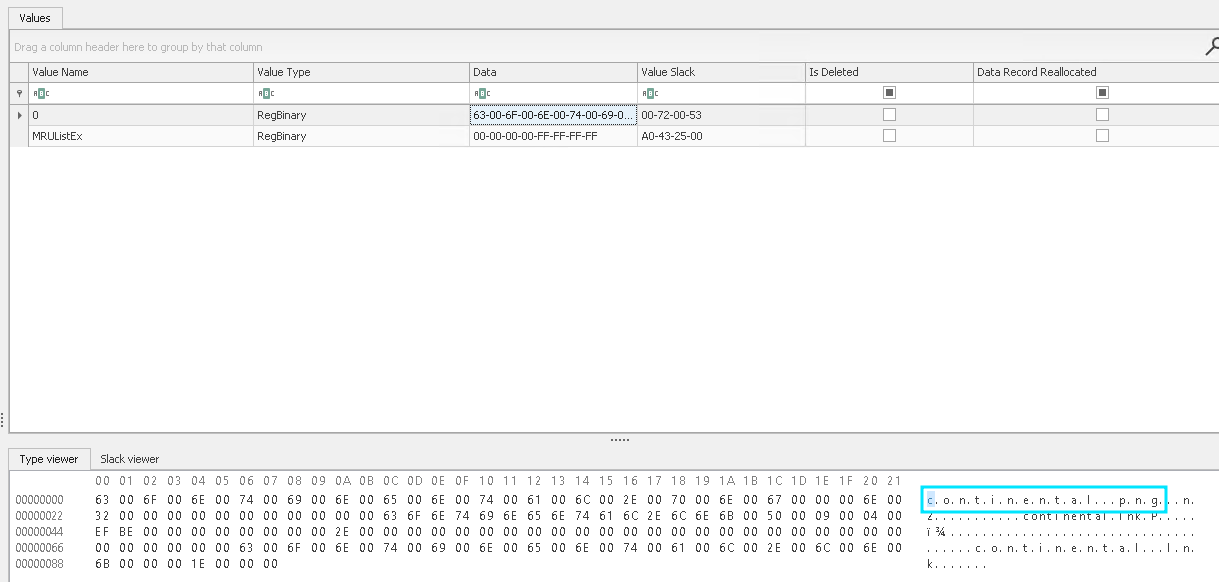 Values
Drag a column header here to group by that column
Value Name Value Type Data Value Slack Is Deleted Data Record Reallocated
ABC ABC ABC ABC
0 RegBinary 63-00-6F-00-6E-00-74-00-69-0... 00-72-00-53
MRUListEx RegBinary 00-00-00-00-FF-FF-FF-FF A0-43-25-00
Type viewer Slack viewer
00 01 02 03 04 05 06 07 08 09 0A 0B 0C 0D 0E 0F 10 11 12 13 14 15 16 17 18 19 1A 1B 1C 1D 1E 1F 20 21
00000000 63 00 6F 00 6E 00 74 00 69 00 6E 00 65 00 6E 00 74 00 61 00 6C 00 2E 00 70 00 6E 00 67 00 00 00 6E 00 c.o.n.t.i.n.e.n.t.a.l...p.n.g...n.
00000022 32 00 00 00 00 00 00 00 00 00 00 00 63 6F 6E 74 69 6E 65 6E 74 61 6C 2E 6C 6E 6B 00 50 00 09 00 04 00 2...........continental.lnk.P.....
00000044 EF BE 00 00 00 00 00 00 00 00 2E 00 00 00 00 00 00 00 00 00 00 00 00 00 00 00 00 00 00 00 00 00 00 00 ï¾................................
00000066 00 00 00 00 00 00 63 00 6F 00 6E 00 74 00 69 00 6E 00 65 00 6E 00 74 00 61 00 6C 00 2E 00 6C 00 6E 00 ......c.o.n.t.i.n.e.n.t.a.l...l.n.
00000088 6B 00 00 00 1E 00 00 00 k.......